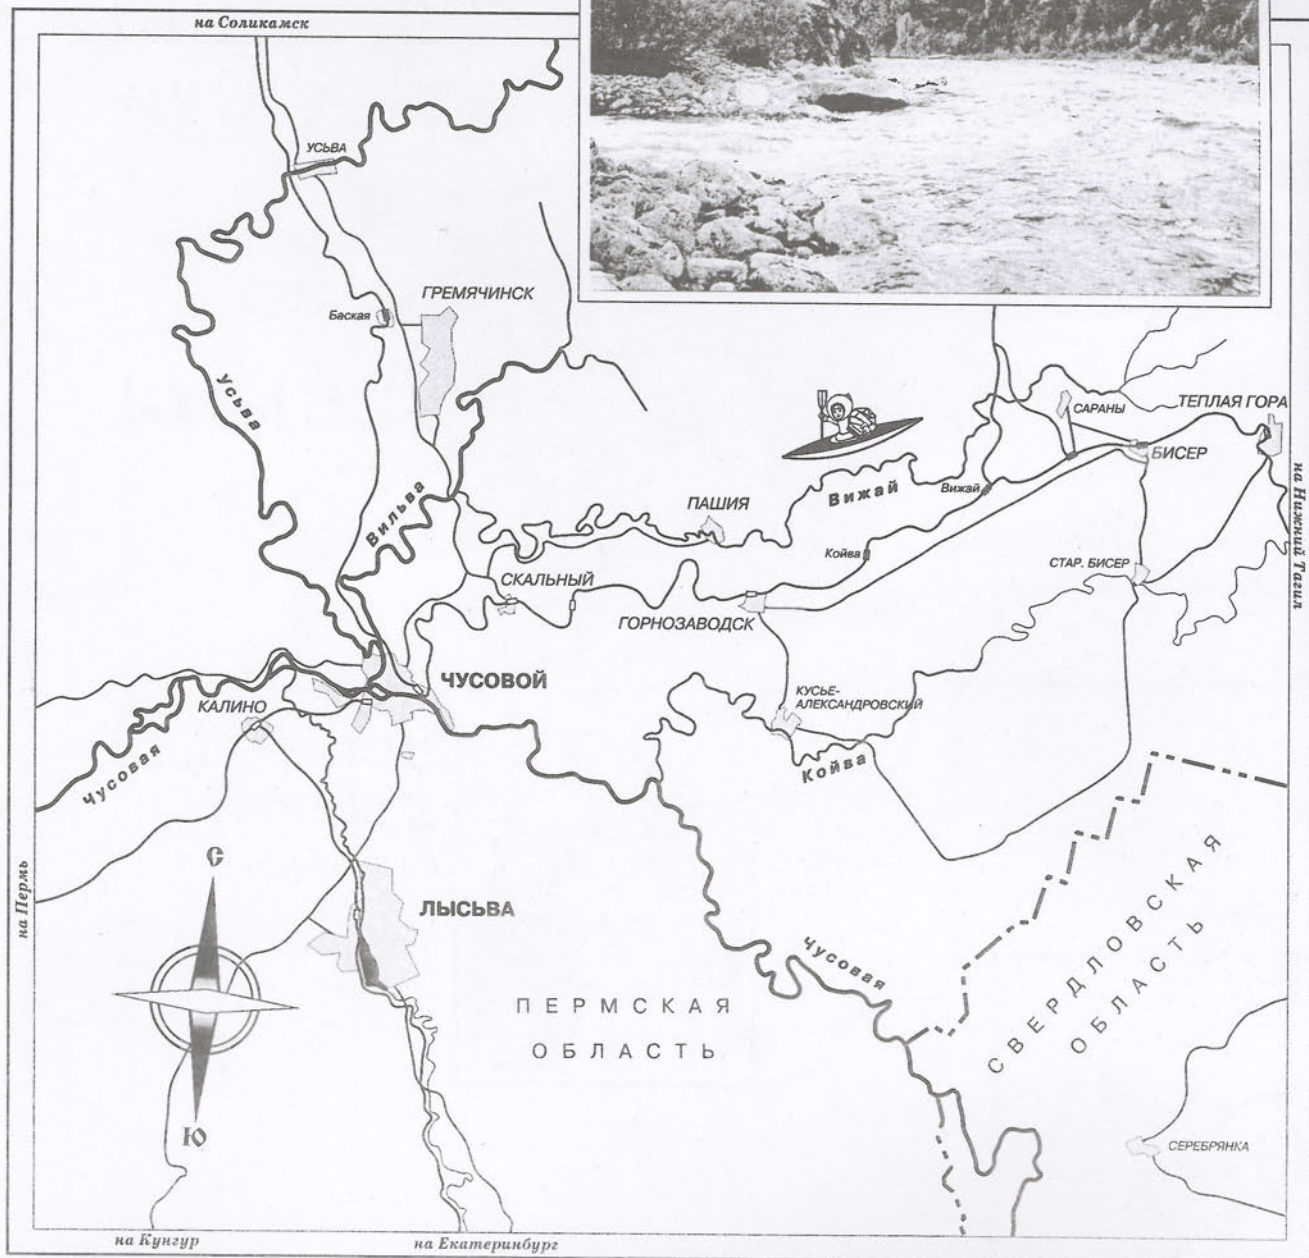 на Соликамск
УСЬВА
ГРЕМЯЧИНСК
Баская
Усьва
САРАНЫ
ТЕПЛАЯ ГОРА
БИСЕР
на Нижний Тагил
Вижай
Вижай
ПАШИЯ
Вильва
Койва
СТАР. БИСЕР
СКАЛЬНЫЙ
ГОРНОЗАВОДСК
ЧУСОВОЙ
КАЛИНО
КУСЬЕ-
АЛЕКСАНДРОВСКИЙ
Койва
Чусовая
С
на Пермь
ЛЫСЬВА
Чусовая
СВЕРДЛОВСКАЯ
ОБЛАСТЬ
ПЕРМСКАЯ
ОБЛАСТЬ
Ю
СЕРЕБРЯНКА
на Кунгур
на Екатеринбург